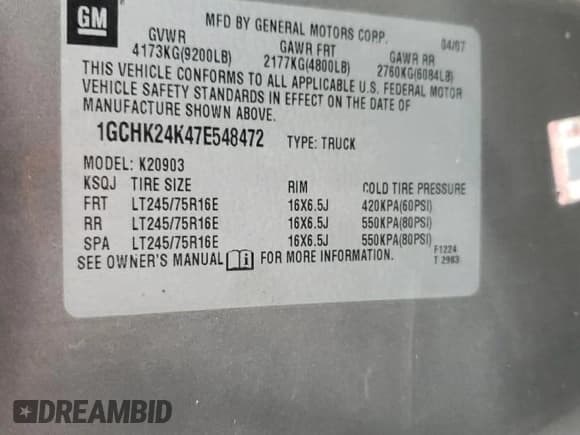 GM
MFD BY GENERAL MOTORS CORP. 04/07
GVWR GAWR FRT GAWR RR
4173KG(9200LB) 2177KG(4800LB) 2760KG(6084LB)
THIS VEHICLE CONFORMS TO ALL APPLICABLE U.S. FEDERAL MOTOR
VEHICLE SAFETY STANDARDS IN EFFECT ON THE DATE OF
MANUFACTURE SHOWN ABOVE.
1GCHK24K47E548472 TYPE: TRUCK
MODEL: K20903
KSQJ TIRE SIZE RIM COLD TIRE PRESSURE
FRT LT245/75R16E 16X6.5J 420KPA(60PSI)
RR LT245/75R16E 16X6.5J 550KPA(80PSI)
SPA LT245/75R16E 16X6.5J 550KPA(80PSI)
SEE OWNER'S MANUAL i FOR MORE INFORMATION.
F1224
T 2983
DREAMBID